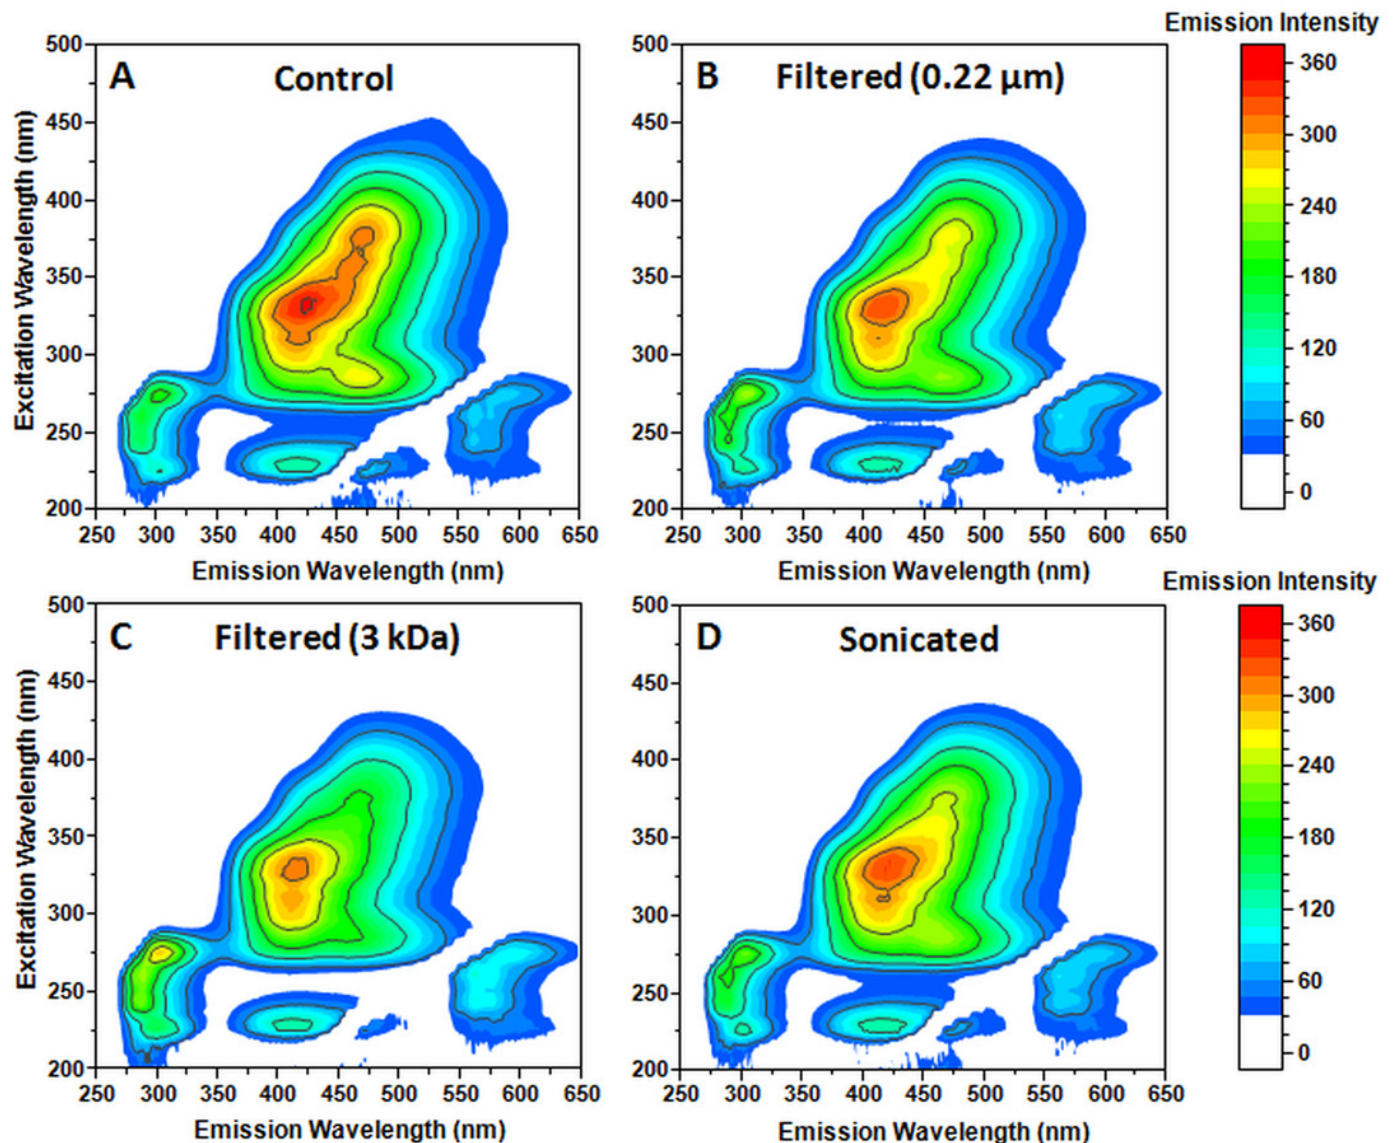 Emission Intensity
A Control
500
450
400
350
300
250
200
Excitation Wavelength (nm)
250 300 350 400 450 500 550 600 650
Emission Wavelength (nm)
B Filtered (0.22 µm)
500
450
400
350
300
250
200
250 300 350 400 450 500 550 600 650
Emission Wavelength (nm)
360
300
240
180
120
60
0
Emission Intensity
C Filtered (3 kDa)
500
450
400
350
300
250
200
Excitation Wavelength (nm)
250 300 350 400 450 500 550 600 650
Emission Wavelength (nm)
D Sonicated
500
450
400
350
300
250
200
250 300 350 400 450 500 550 600 650
Emission Wavelength (nm)
360
300
240
180
120
60
0